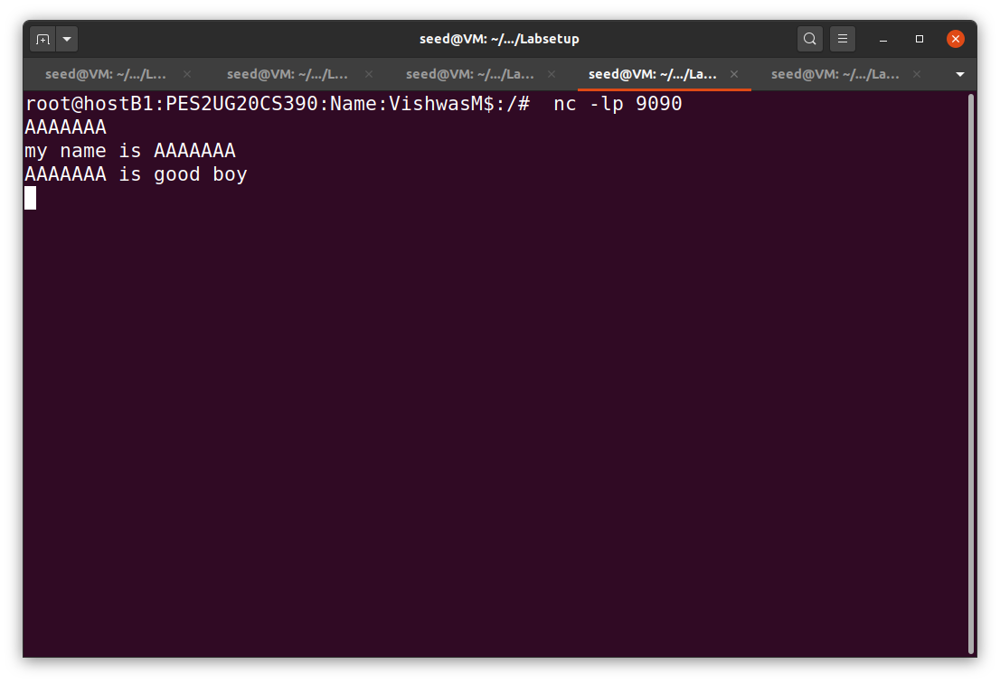 seed@VM: ~/.../Labsetup
seed@VM: ~/.../L... seed@VM: ~/.../L... seed@VM: ~/.../La... seed@VM: ~/.../La... seed@VM: ~/.../La...
root@hostB1:PES2UG20CS390:Name:VishwasM$:/#  nc -lp 9090
AAAAAAA
my name is AAAAAAA
AAAAAAA is good boy